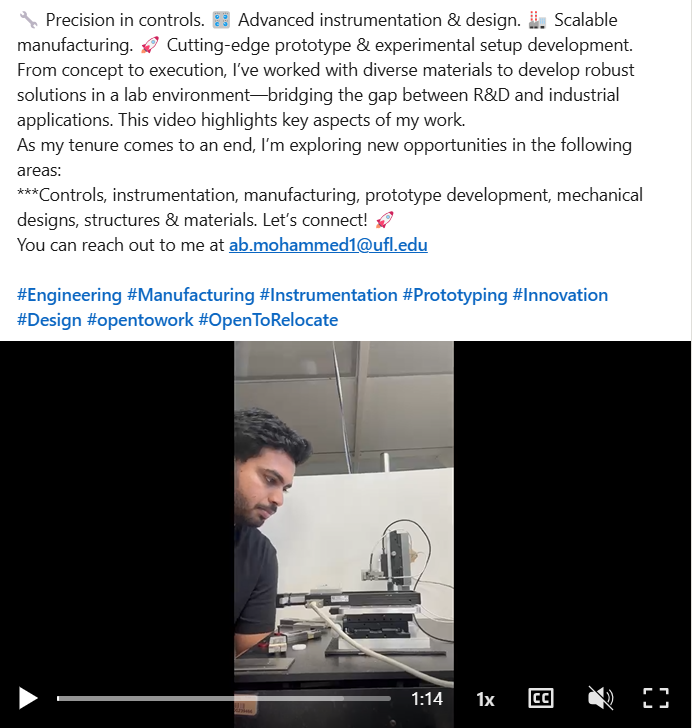 🔧 Precision in controls. 🎛️ Advanced instrumentation & design. 🏭 Scalable
manufacturing. 🚀 Cutting-edge prototype & experimental setup development.
From concept to execution, I've worked with diverse materials to develop robust
solutions in a lab environment—bridging the gap between R&D and industrial
applications. This video highlights key aspects of my work.
As my tenure comes to an end, I'm exploring new opportunities in the following
areas:
***Controls, instrumentation, manufacturing, prototype development, mechanical
designs, structures & materials. Let's connect! 🚀
You can reach out to me at ab.mohammed1@ufl.edu
#Engineering #Manufacturing #Instrumentation #Prototyping #Innovation
#Design #opentowork #OpenToRelocate
1:14 1x CC